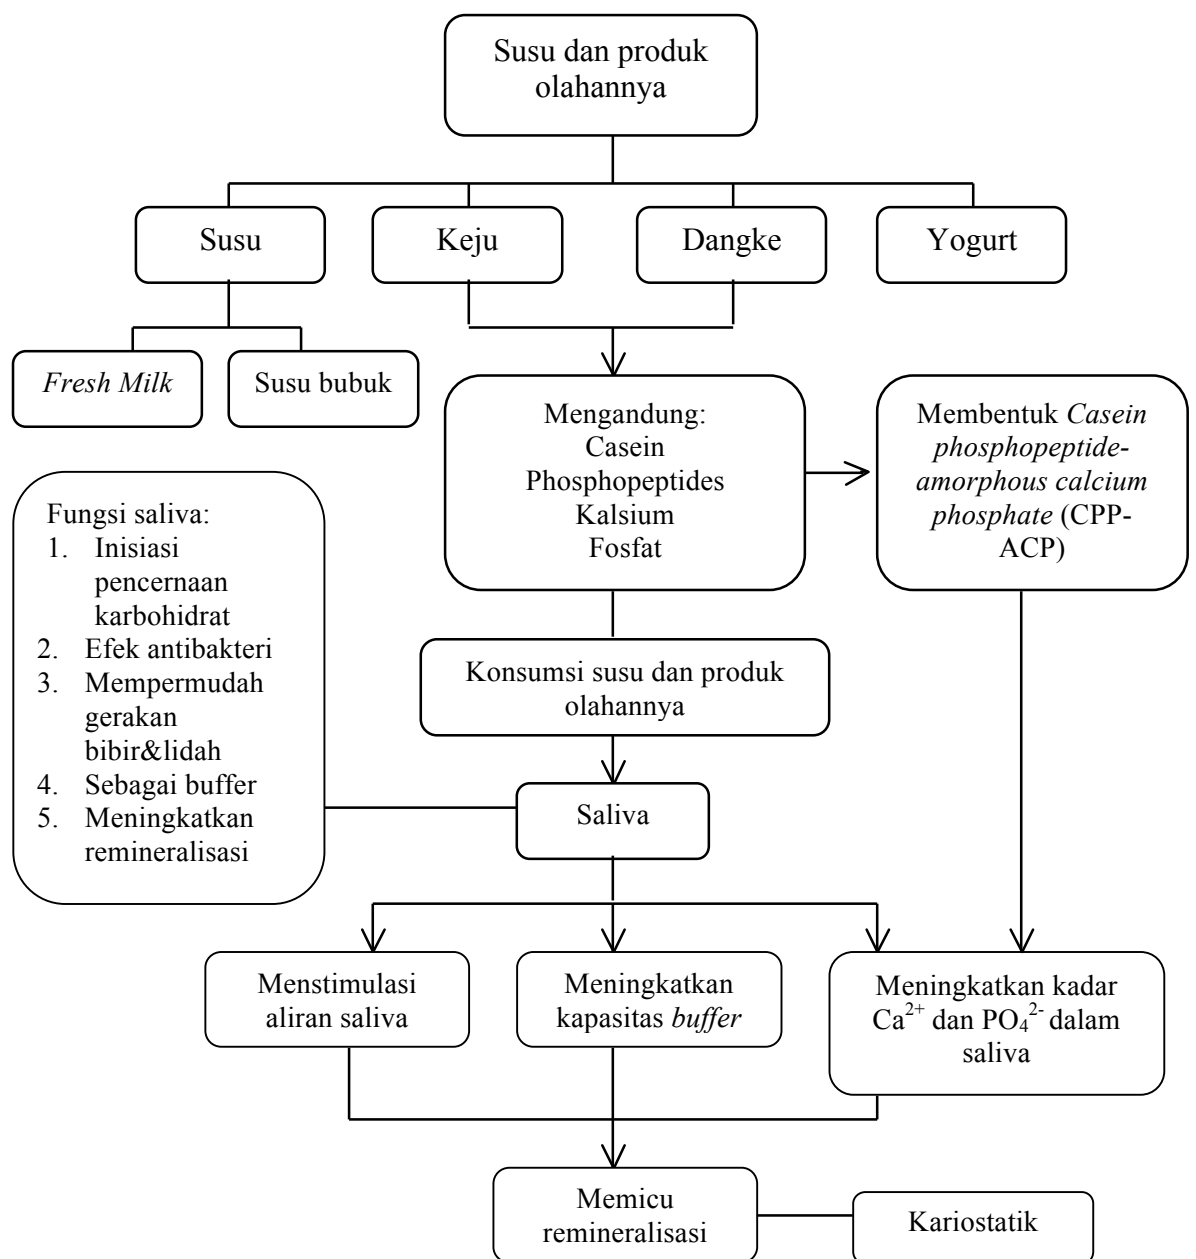 Susu dan produk
olahannya
Susu
Keju
Dangke
Yogurt
Fresh Milk
Susu bubuk
Mengandung:
Casein
Phosphopeptides
Kalsium
Fosfat
Membentuk Casein
phosphopeptide-
amorphous calcium
phosphate (CPP-
ACP)
Fungsi saliva:
1. Inisiasi
pencernaan
karbohidrat
2. Efek antibakteri
3. Mempermudah
gerakan
bibir&lidah
4. Sebagai buffer
5. Meningkatkan
remineralisasi
Konsumsi susu dan produk
olahannya
Saliva
Menstimulasi
aliran saliva
Meningkatkan
kapasitas buffer
Meningkatkan kadar
Ca²⁺ dan PO₄²⁻ dalam
saliva
Memicu
remineralisasi
Kariostatik